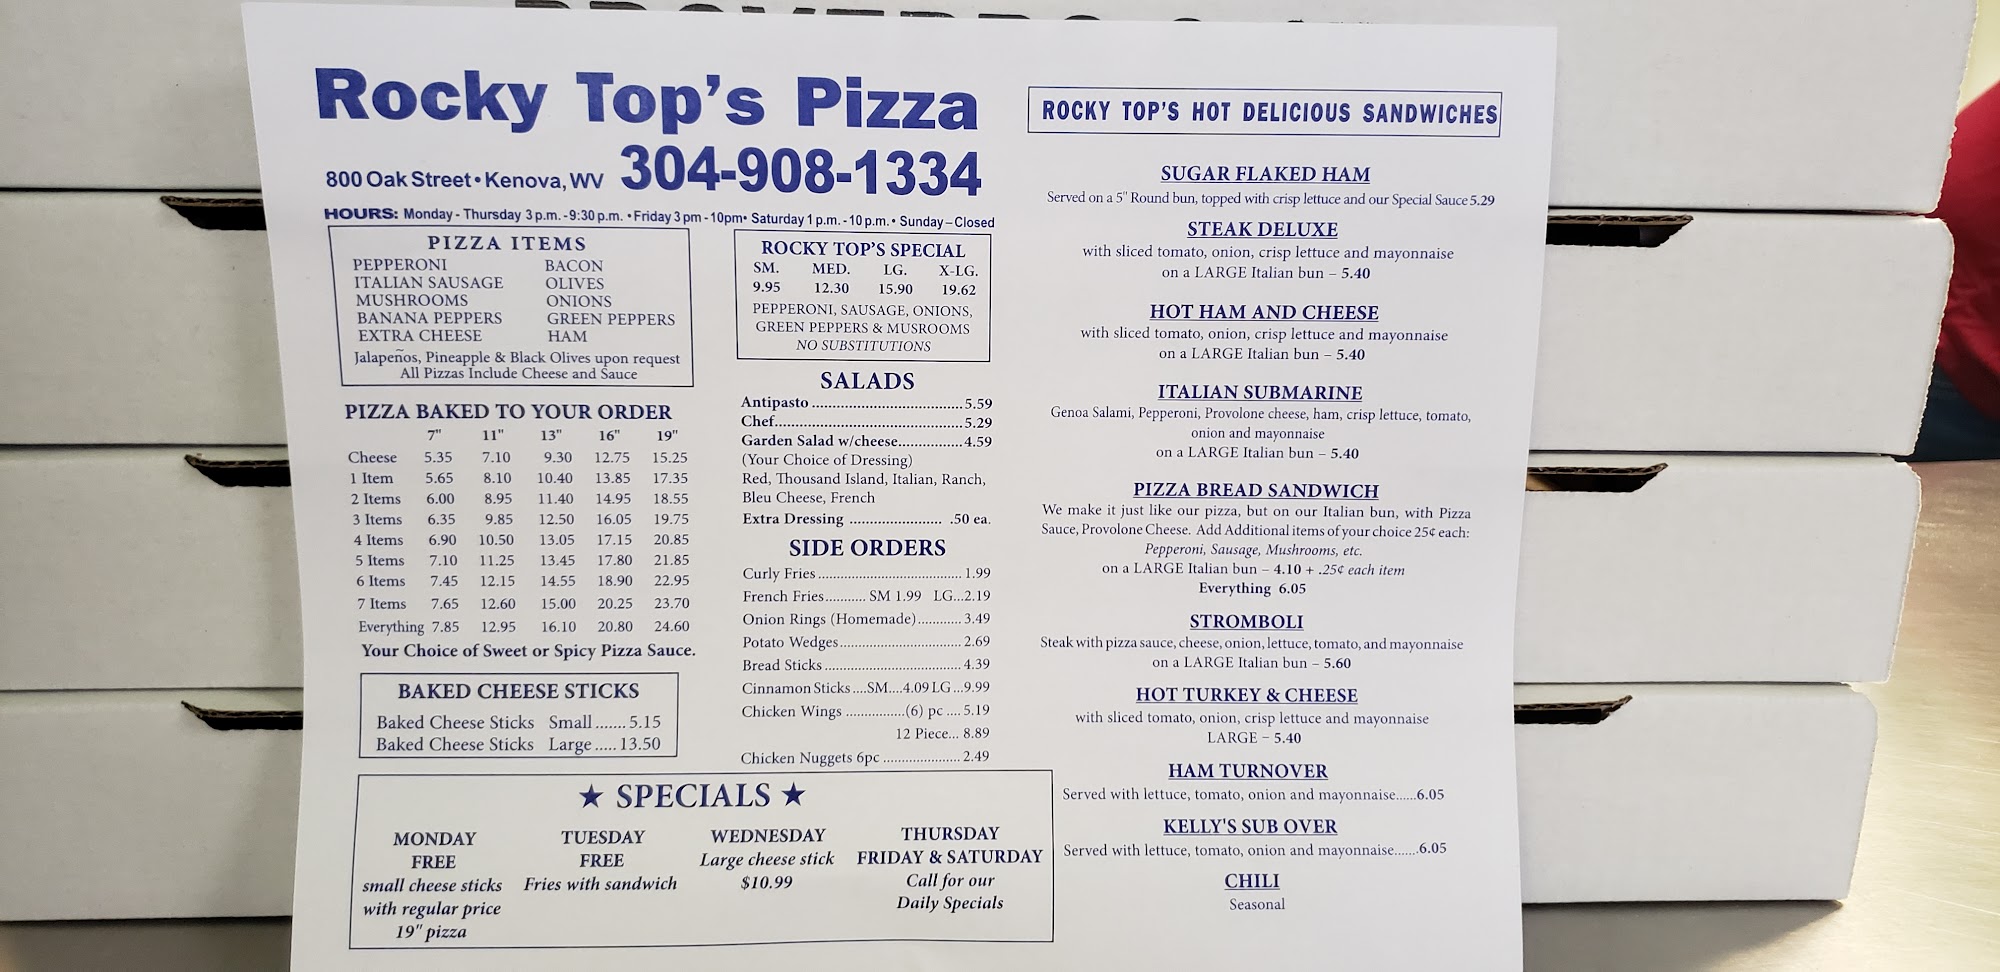 Rocky Top's Pizza
800 Oak Street • Kenova, WV 304-908-1334
HOURS: Monday - Thursday 3 p.m. - 9:30 p.m. • Friday 3 pm - 10pm • Saturday 1 p.m. - 10 p.m. • Sunday – Closed
PIZZA ITEMS
PEPPERONI BACON
ITALIAN SAUSAGE OLIVES
MUSHROOMS ONIONS
BANANA PEPPERS GREEN PEPPERS
EXTRA CHEESE HAM
Jalapeños, Pineapple & Black Olives upon request
All Pizzas Include Cheese and Sauce
PIZZA BAKED TO YOUR ORDER
7" 11" 13" 16" 19"
Cheese 5.35 7.10 9.30 12.75 15.25
1 Item 5.65 8.10 10.40 13.85 17.35
2 Items 6.00 8.95 11.40 14.95 18.55
3 Items 6.35 9.85 12.50 16.05 19.75
4 Items 6.90 10.50 13.05 17.15 20.85
5 Items 7.10 11.25 13.45 17.80 21.85
6 Items 7.45 12.15 14.55 18.90 22.95
7 Items 7.65 12.60 15.00 20.25 23.70
Everything 7.85 12.95 16.10 20.80 24.60
Your Choice of Sweet or Spicy Pizza Sauce.
BAKED CHEESE STICKS
Baked Cheese Sticks Small ....... 5.15
Baked Cheese Sticks Large ..... 13.50
ROCKY TOP'S SPECIAL
SM. MED. LG. X-LG.
9.95 12.30 15.90 19.62
PEPPERONI, SAUSAGE, ONIONS,
GREEN PEPPERS & MUSROOMS
NO SUBSTITUTIONS
SALADS
Antipasto ..................................... 5.59
Chef.............................................. 5.29
Garden Salad w/cheese............... 4.59
(Your Choice of Dressing)
Red, Thousand Island, Italian, Ranch,
Bleu Cheese, French
Extra Dressing ...................... .50 ea.
SIDE ORDERS
Curly Fries .................................... 1.99
French Fries.......... SM 1.99 LG...2.19
Onion Rings (Homemade)........... 3.49
Potato Wedges.............................. 2.69
Bread Sticks .................................. 4.39
Cinnamon Sticks ....SM....4.09 LG ...9.99
Chicken Wings ...............(6) pc .... 5.19
12 Piece... 8.89
Chicken Nuggets 6pc .................... 2.49
★ SPECIALS ★
MONDAY
FREE
small cheese sticks
with regular price
19" pizza
TUESDAY
FREE
Fries with sandwich
WEDNESDAY
Large cheese stick
$10.99
THURSDAY
FRIDAY & SATURDAY
Call for our
Daily Specials
ROCKY TOP'S HOT DELICIOUS SANDWICHES
SUGAR FLAKED HAM
Served on a 5" Round bun, topped with crisp lettuce and our Special Sauce 5.29
STEAK DELUXE
with sliced tomato, onion, crisp lettuce and mayonnaise
on a LARGE Italian bun – 5.40
HOT HAM AND CHEESE
with sliced tomato, onion, crisp lettuce and mayonnaise
on a LARGE Italian bun – 5.40
ITALIAN SUBMARINE
Genoa Salami, Pepperoni, Provolone cheese, ham, crisp lettuce, tomato,
onion and mayonnaise
on a LARGE Italian bun – 5.40
PIZZA BREAD SANDWICH
We make it just like our pizza, but on our Italian bun, with Pizza
Sauce, Provolone Cheese. Add Additional items of your choice 25¢ each:
Pepperoni, Sausage, Mushrooms, etc.
on a LARGE Italian bun – 4.10 + .25¢ each item
Everything 6.05
STROMBOLI
Steak with pizza sauce, cheese, onion, lettuce, tomato, and mayonnaise
on a LARGE Italian bun – 5.60
HOT TURKEY & CHEESE
with sliced tomato, onion, crisp lettuce and mayonnaise
LARGE – 5.40
HAM TURNOVER
Served with lettuce, tomato, onion and mayonnaise......6.05
KELLY'S SUB OVER
Served with lettuce, tomato, onion and mayonnaise.......6.05
CHILI
Seasonal